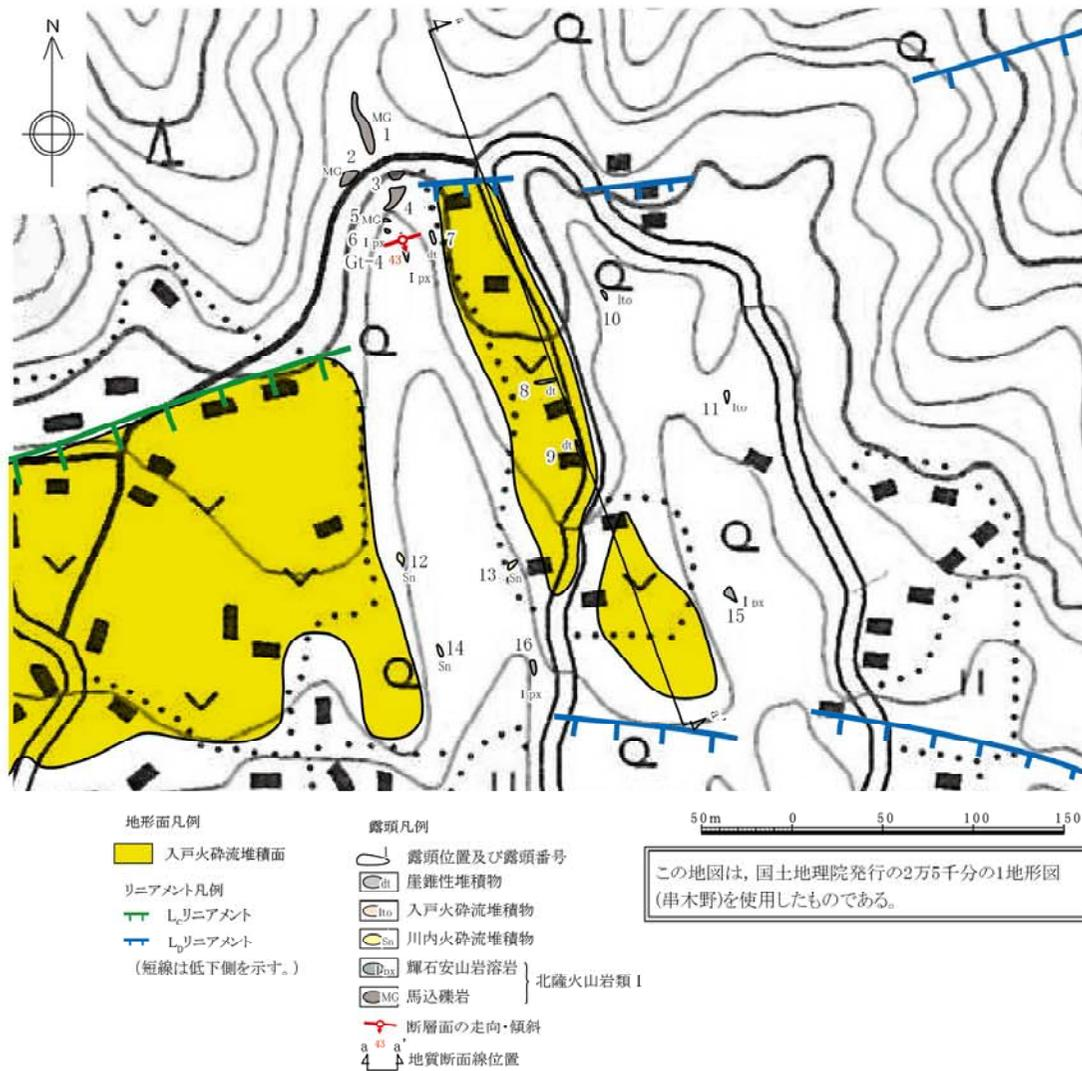 N
a
MG
1
2
MG
3
4
5 MG
6 Ipx
Gt-4
43
Ipx
7
dt
Ito
10
8
dt
11 Ito
9 dt
12
Sn
13
Sn
14
Sn
15
Ipx
16
Ipx
a'
地形面凡例
入戸火砕流堆積面
リニアメント凡例
LCリニアメント
LDリニアメント
(短線は低下側を示す。)
露頭凡例
露頭位置及び露頭番号
dt 崖錐性堆積物
Ito 入戸火砕流堆積物
Sn 川内火砕流堆積物
Ipx 輝石安山岩溶岩
MG 馬込礫岩
北薩火山岩類 I
43 断層面の走向・傾斜
a a' 地質断面線位置
50m 0 50 100 150
この地図は,国土地理院発行の2万5千分の1地形図
(串木野)を使用したものである。